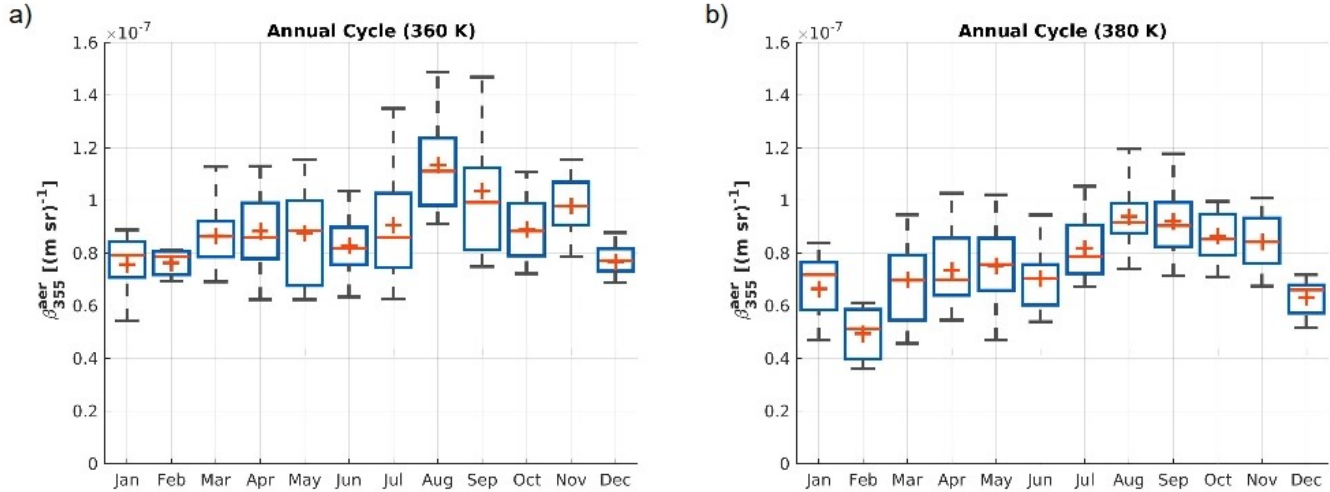 a)
Annual Cycle (360 K)
×10⁻⁷
1.6
1.4
1.2
1
0.8
0.6
0.4
0.2
0
β₃₅₅ᵃᵉʳ [(m sr)⁻¹]
Jan Feb Mar Apr May Jun Jul Aug Sep Oct Nov Dec
b)
Annual Cycle (380 K)
×10⁻⁷
1.6
1.4
1.2
1
0.8
0.6
0.4
0.2
0
β₃₅₅ᵃᵉʳ [(m sr)⁻¹]
Jan Feb Mar Apr May Jun Jul Aug Sep Oct Nov Dec